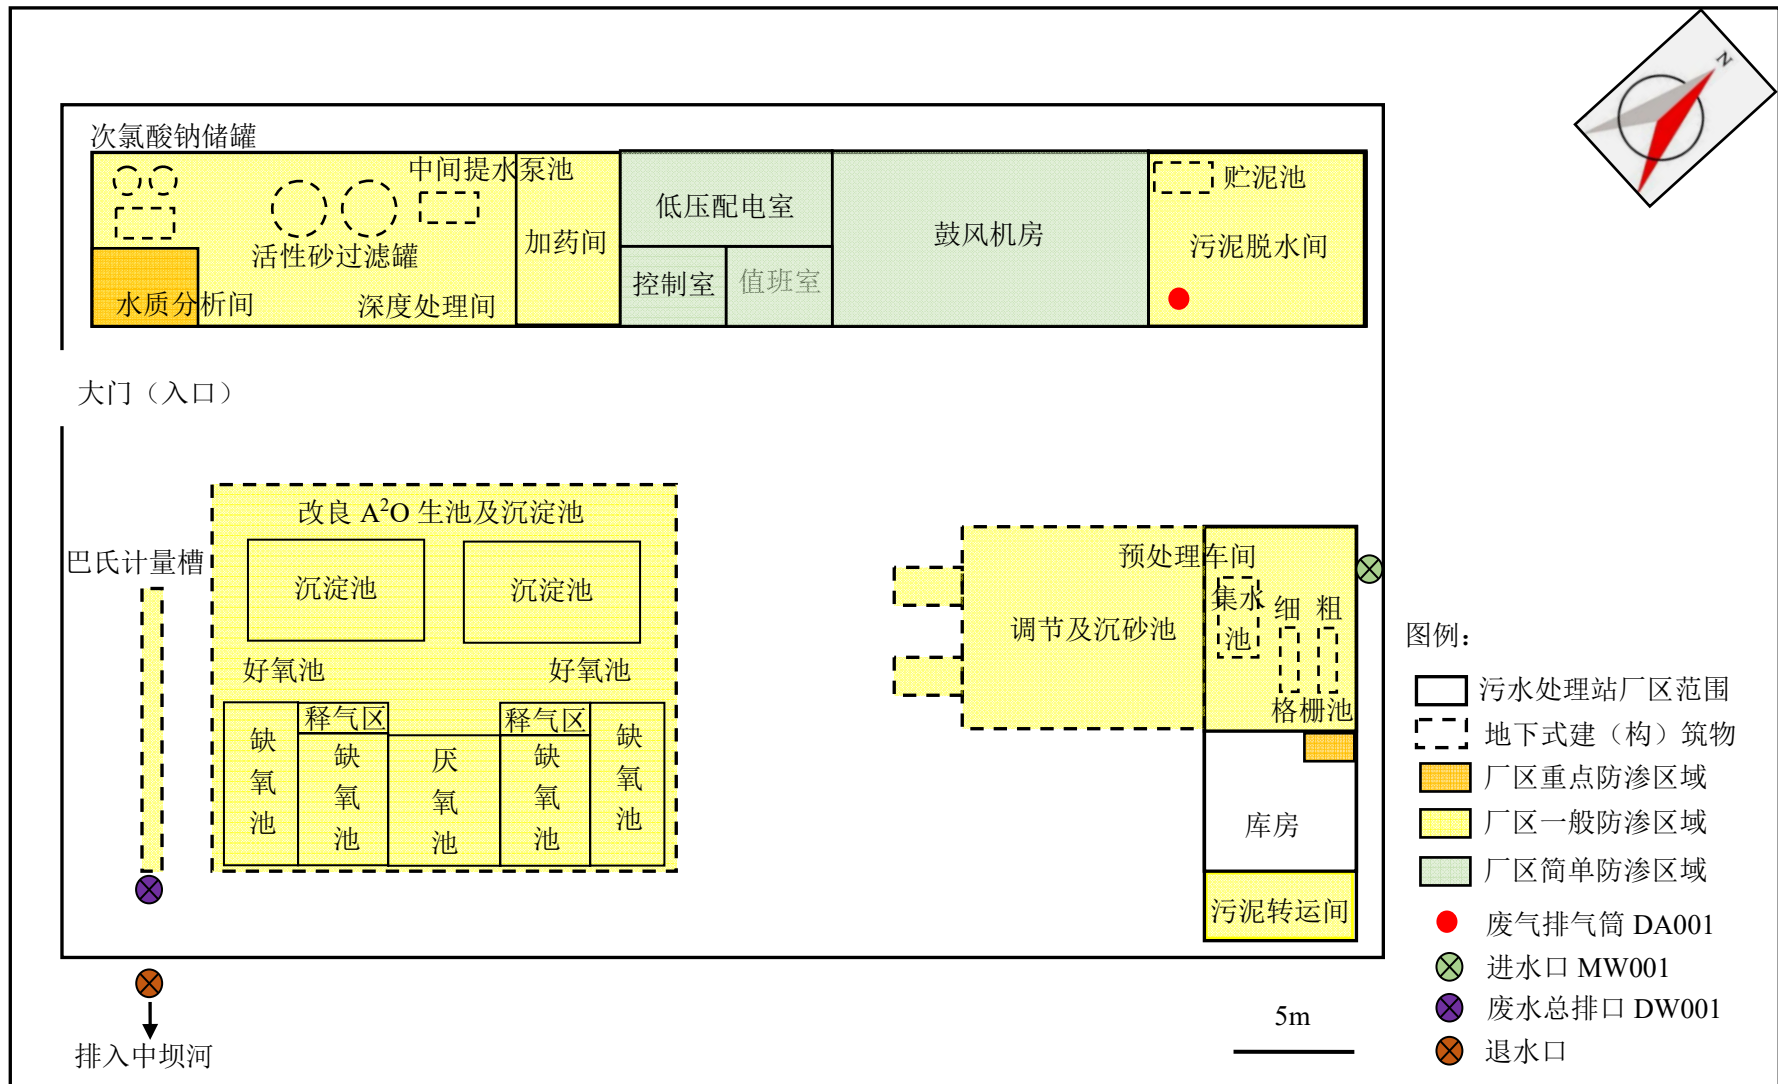 N
次氯酸钠储罐
中间提水泵池
贮泥池
低压配电室
鼓风机房
加药间
污泥脱水间
活性砂过滤罐
控制室
值班室
水质分析间
深度处理间
大门（入口）
改良 A²O 生池及沉淀池
巴氏计量槽
沉淀池
沉淀池
预处理车间
集水池
细
粗
调节及沉砂池
好氧池
好氧池
格栅池
释气区
释气区
缺氧池
缺氧池
厌氧池
缺氧池
缺氧池
库房
污泥转运间
图例：
污水处理站厂区范围
地下式建（构）筑物
厂区重点防渗区域
厂区一般防渗区域
厂区简单防渗区域
废气排气筒 DA001
进水口 MW001
废水总排口 DW001
退水口
5m
排入中坝河